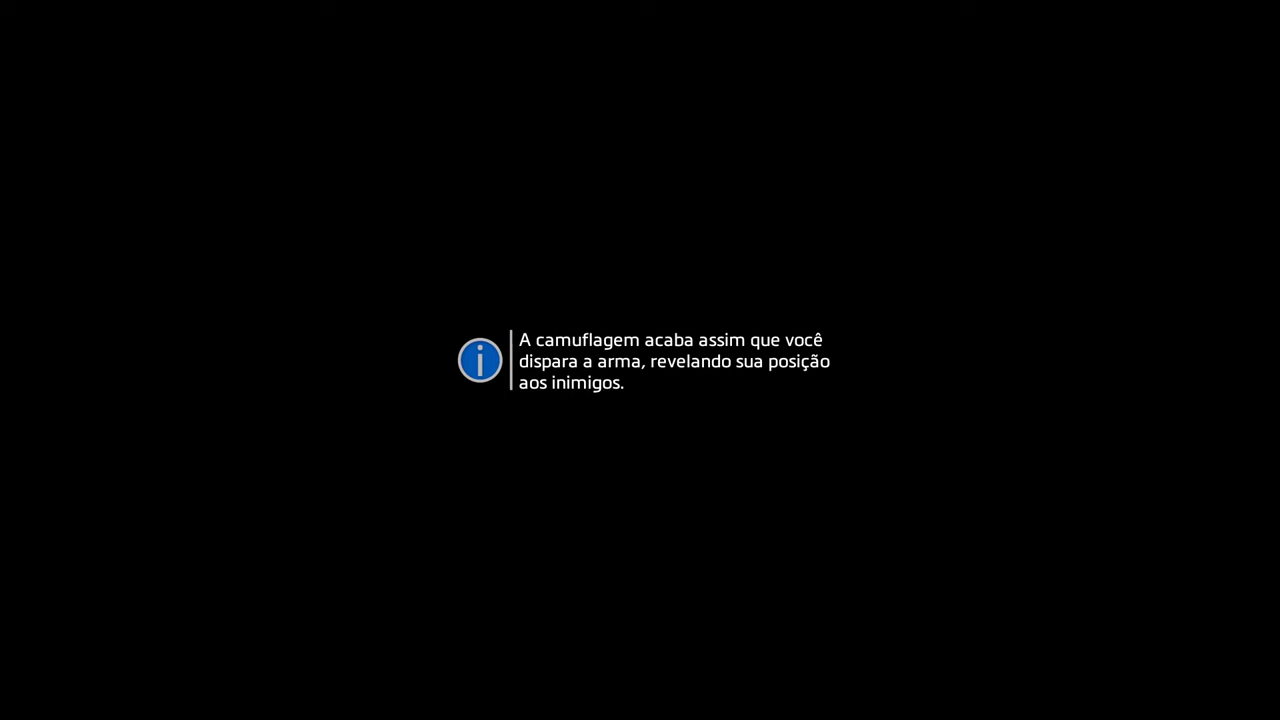 A camuflagem acaba assim que você
dispara a arma, revelando sua posição
aos inimigos.